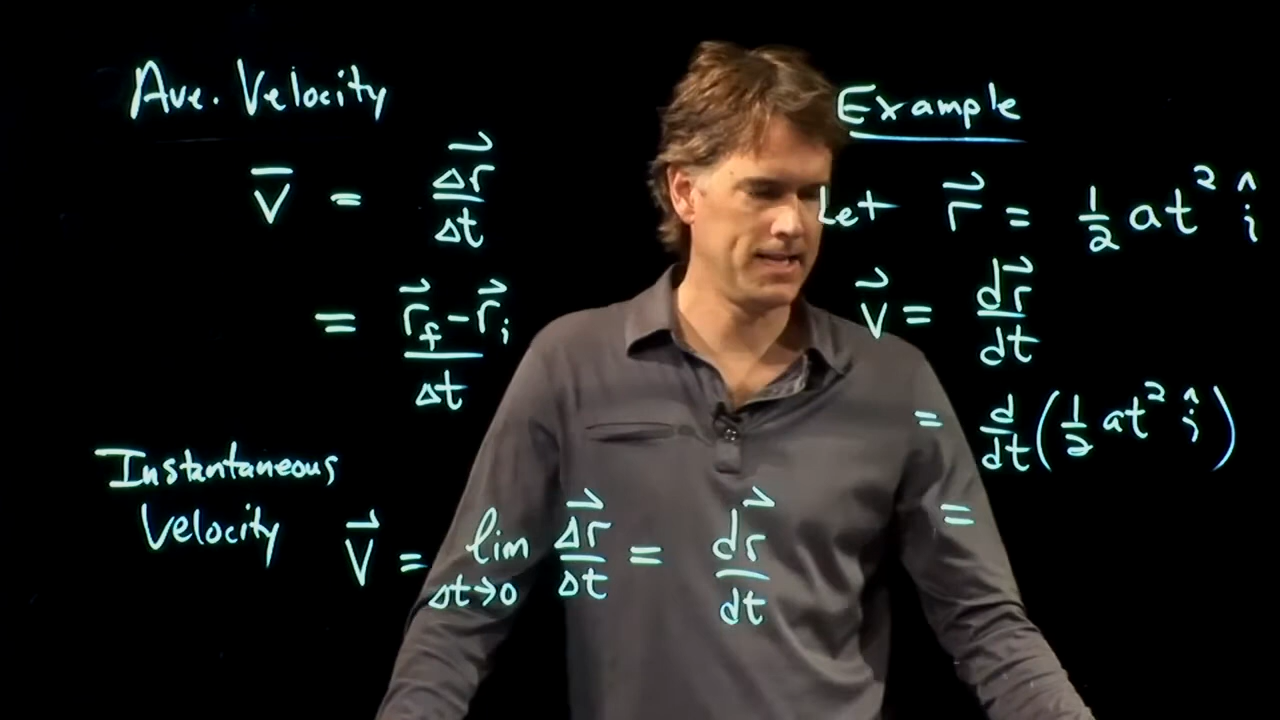 Ave. Velocity
v̄ = Δr⃗/Δt
= (r⃗f - r⃗i)/Δt
Instantaneous
Velocity
v⃗ = lim Δt→0 Δr⃗/Δt = dr⃗/dt
Example
Let r⃗ = 1/2 at² î
v⃗ = dr⃗/dt
= d/dt (1/2 at² î)
=